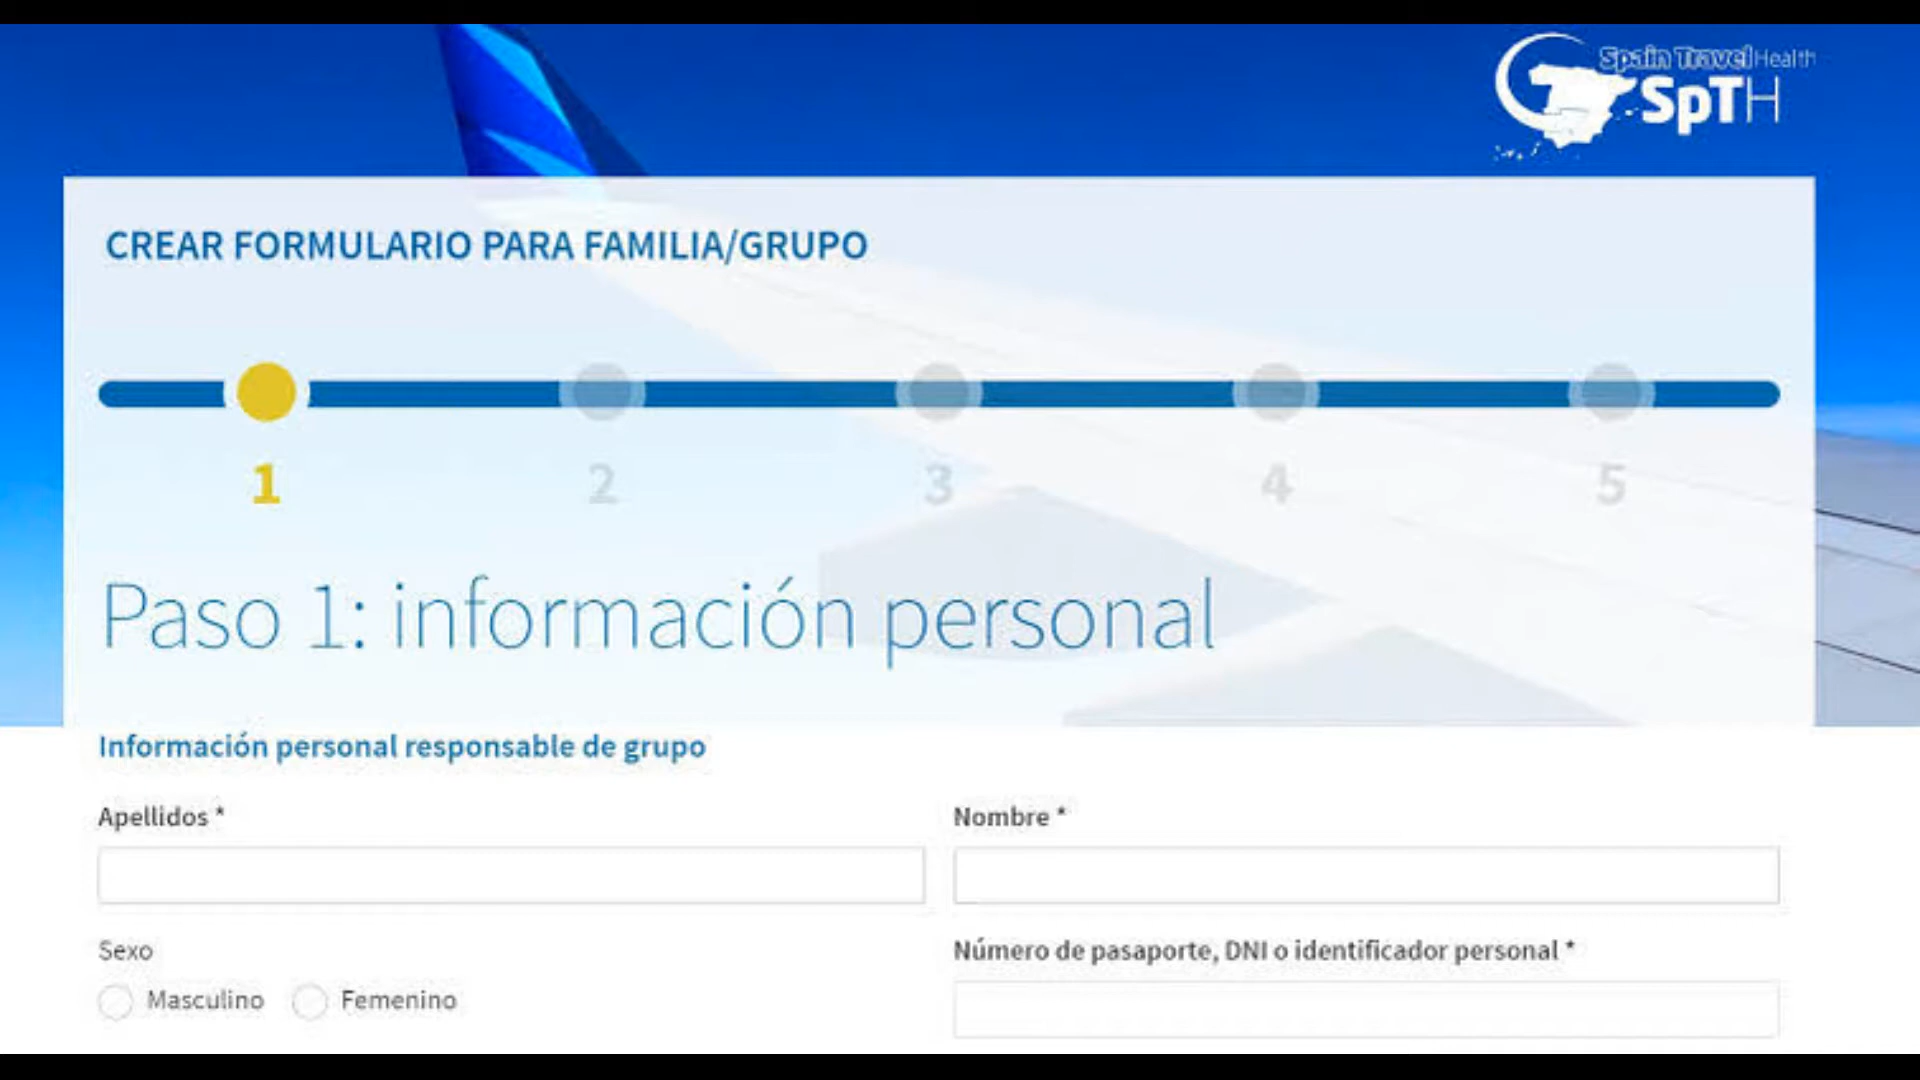 Spain Travel Health
SpTH
CREAR FORMULARIO PARA FAMILIA/GRUPO
1 2 3 4 5
Paso 1: información personal
Información personal responsable de grupo
Apellidos * Nombre *
Sexo Número de pasaporte, DNI o identificador personal *
Masculino Femenino